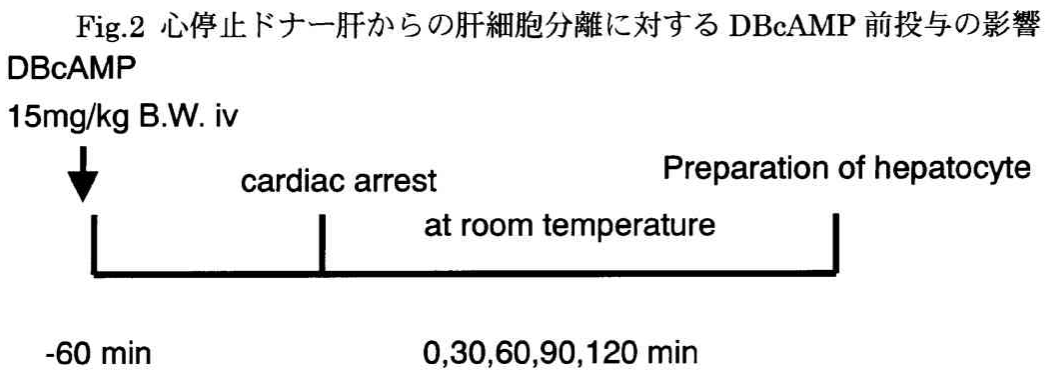 Fig.2 心停止ドナー肝からの肝細胞分離に対する DBcAMP 前投与の影響
DBcAMP
15mg/kg B.W. iv
cardiac arrest
Preparation of hepatocyte
at room temperature
-60 min
0,30,60,90,120 min